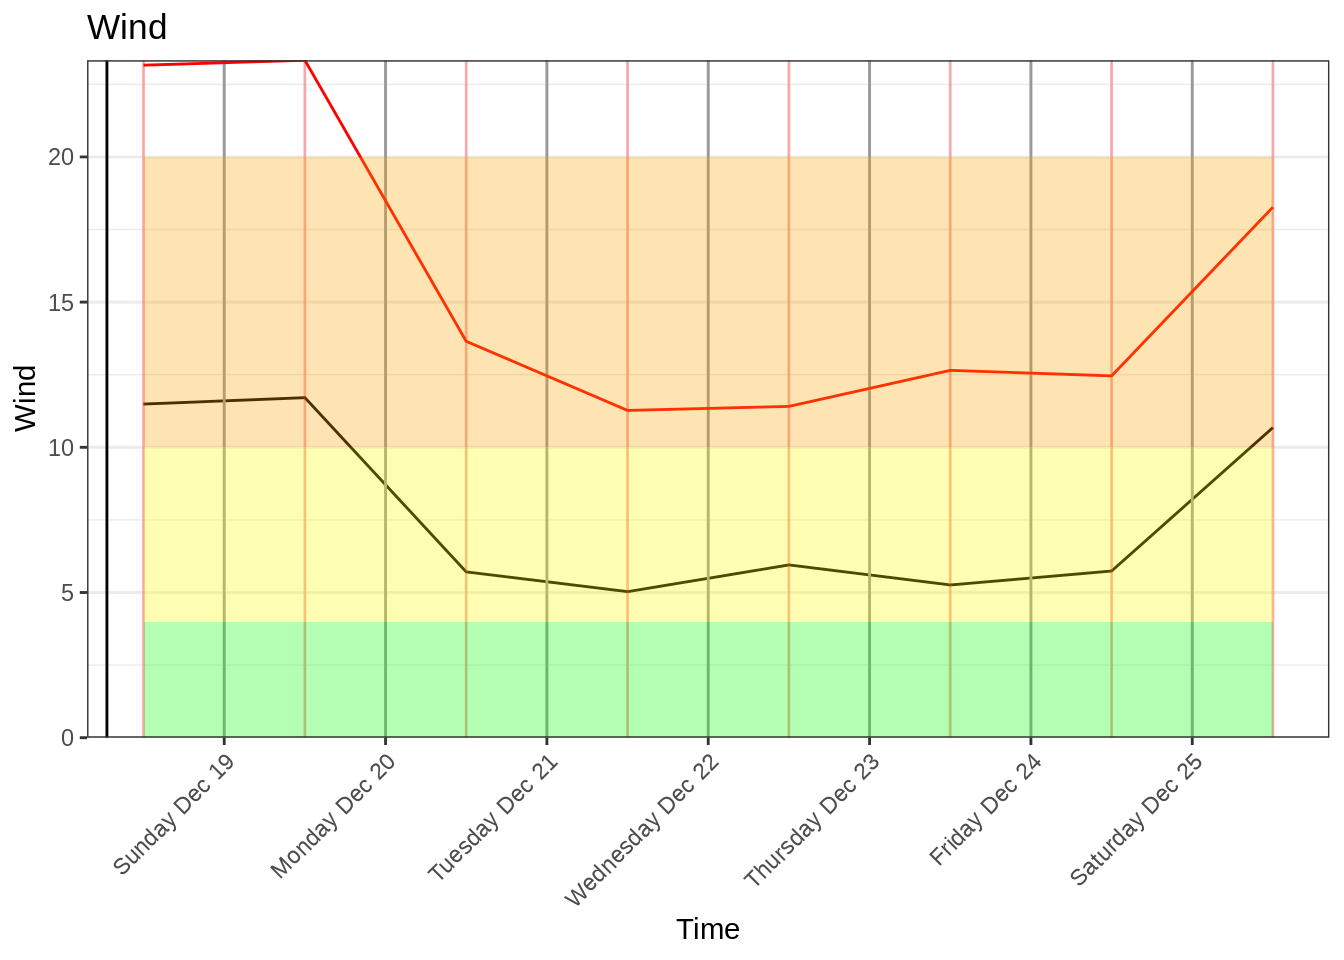 Wind
Wind
20
15
10
5
0
Sunday Dec 19
Monday Dec 20
Tuesday Dec 21
Wednesday Dec 22
Thursday Dec 23
Friday Dec 24
Saturday Dec 25
Time